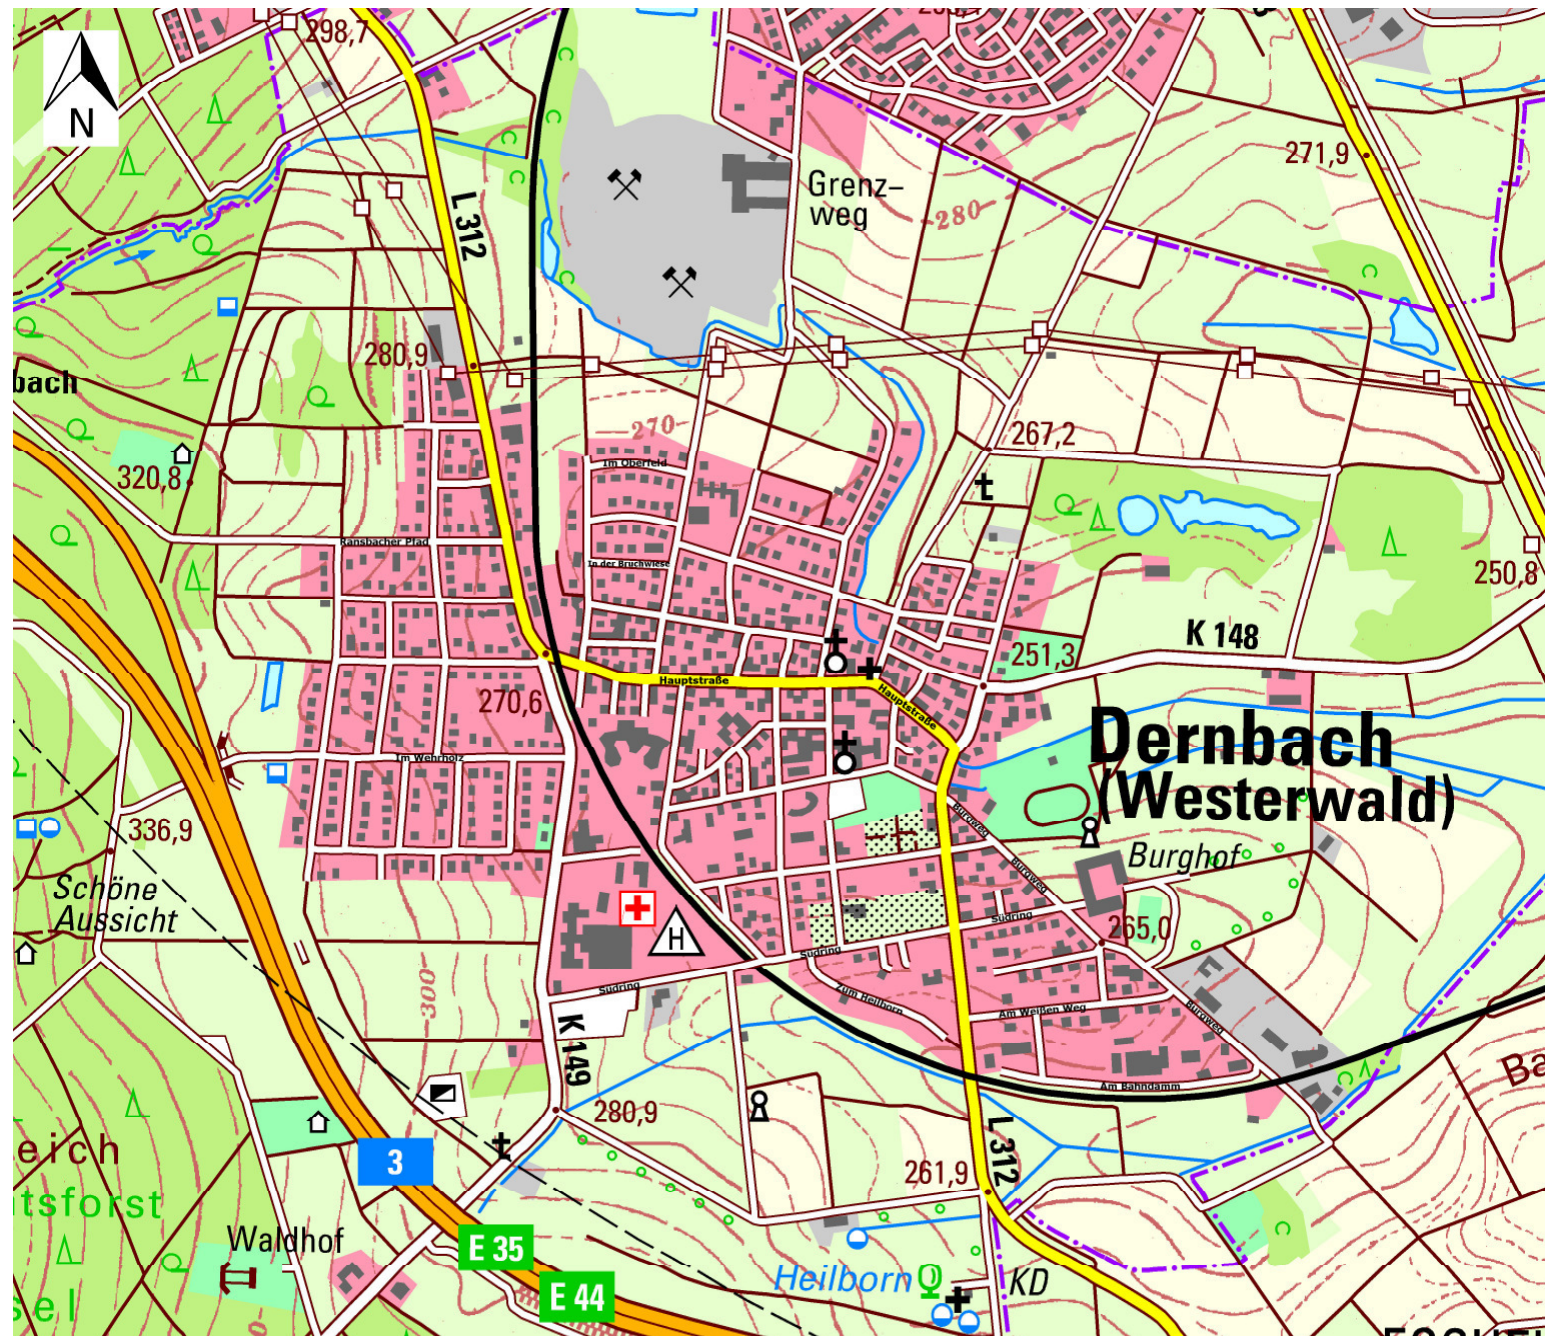 298,7
N
271,9
Grenz–
weg
280
L 312
280,9
bach
270
267,2
Im Oberfeld
320,8
Ransbacher Pfad
In der Bruchwiese
250,8
K 148
251,3
Hauptstraße
Hauptstraße
270,6
Dernbach
(Westerwald)
Im Wehrholz
Burgweg
336,9
Burghof
Burgweg
Schöne
Aussicht
Südring
265,0
H
Südring
300
Südring
Zum Heilborn
Am Weißen Weg
Burgweg
K 149
Am Bahndamm
Ba
280,9
eich
3
L 312
261,9
tsforst
Waldhof
E 35
Heilborn
KD
E 44
sel